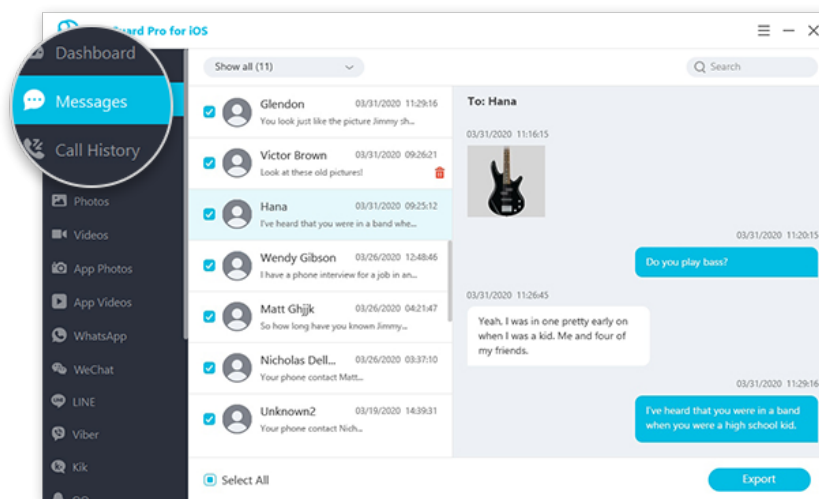 uard Pro for iOS
Dashboard
Messages
Call History
Photos
Videos
App Photos
App Videos
WhatsApp
WeChat
LINE
Viber
Kik
QQ
Show all (11)
Search
Glendon 03/31/2020 11:29:16
You look just like the picture Jimmy sh...
Victor Brown 03/31/2020 09:26:21
Look at these old pictures!
Hana 03/31/2020 09:25:12
I've heard that you were in a band whe...
Wendy Gibson 03/26/2020 12:48:46
I have a phone interview for a job in an...
Matt Ghjjk 03/26/2020 04:21:47
So how long have you known Jimmy...
Nicholas Dell... 03/26/2020 03:37:10
Your phone contact Matt...
Unknown2 03/19/2020 14:39:31
Your phone contact Nich...
Select All
To: Hana
03/31/2020 11:16:15
03/31/2020 11:20:15
Do you play bass?
03/31/2020 11:26:45
Yeah. I was in one pretty early on
when I was a kid. Me and four of
my friends.
03/31/2020 11:29:16
I've heard that you were in a band
when you were a high school kid.
Export